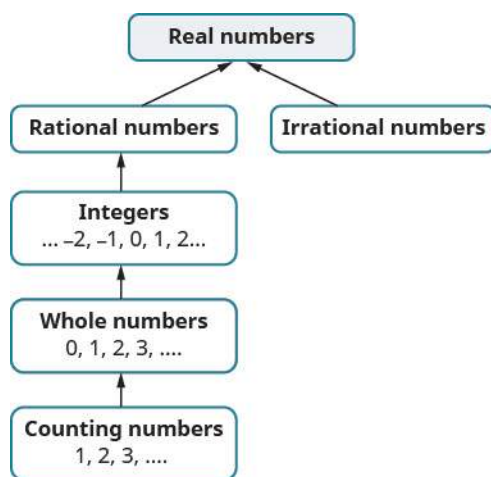 Real numbers
Rational numbers
Irrational numbers
Integers
... –2, –1, 0, 1, 2...
Whole numbers
0, 1, 2, 3, ....
Counting numbers
1, 2, 3, ....